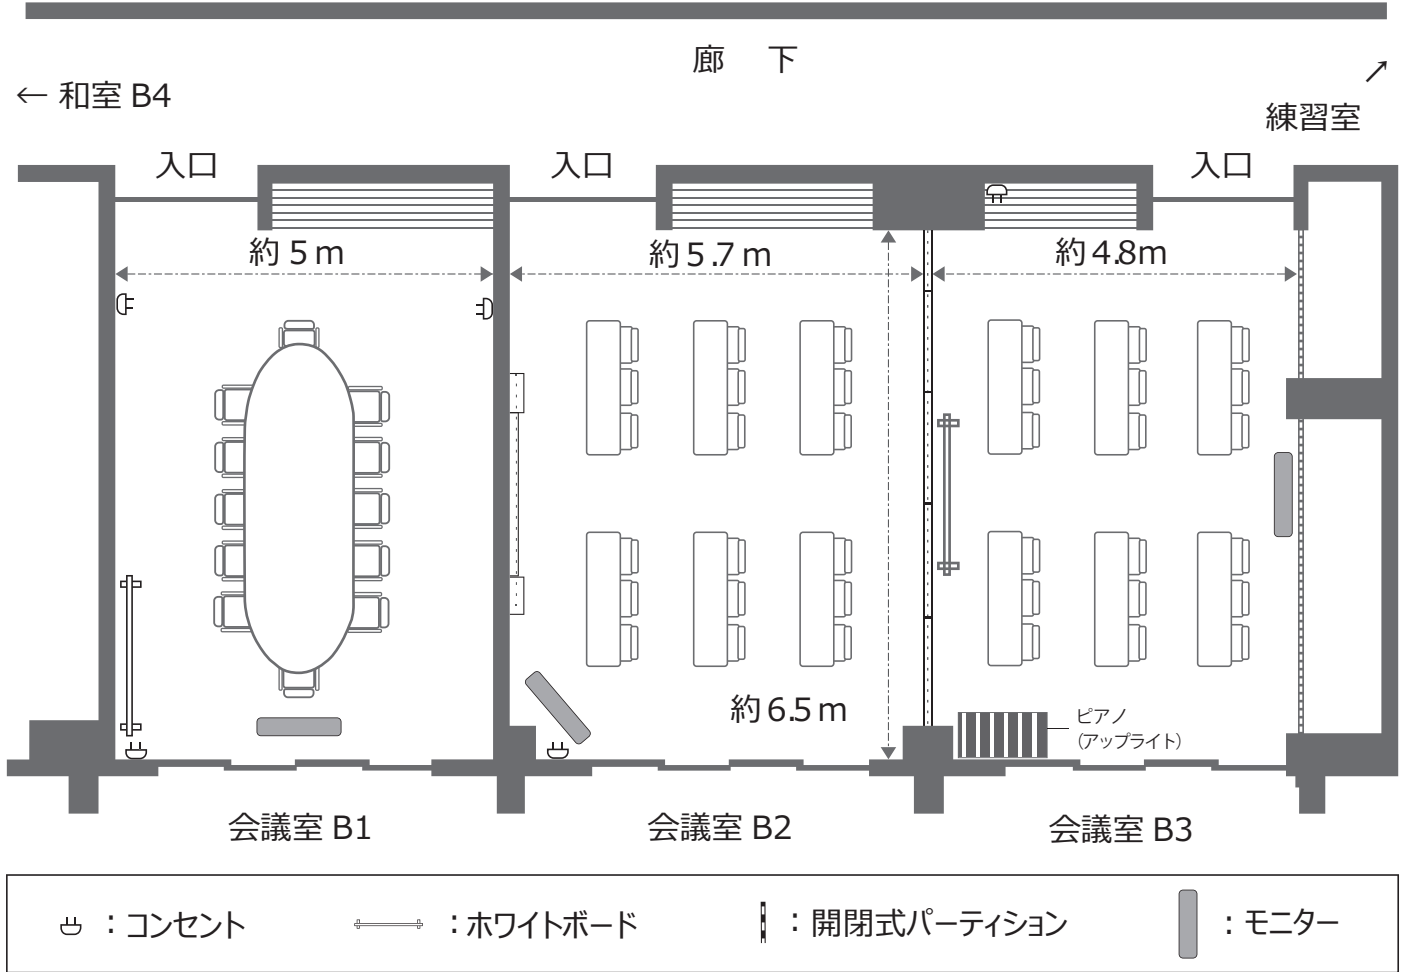 廊 下
← 和室 B4
↗
練習室
入口
入口
入口
約 5 m
約 5.7 m
約 4.8m
約 6.5 m
ピアノ
(アップライト)
会議室 B1
会議室 B2
会議室 B3
：コンセント
：ホワイトボード
：開閉式パーティション
：モニター